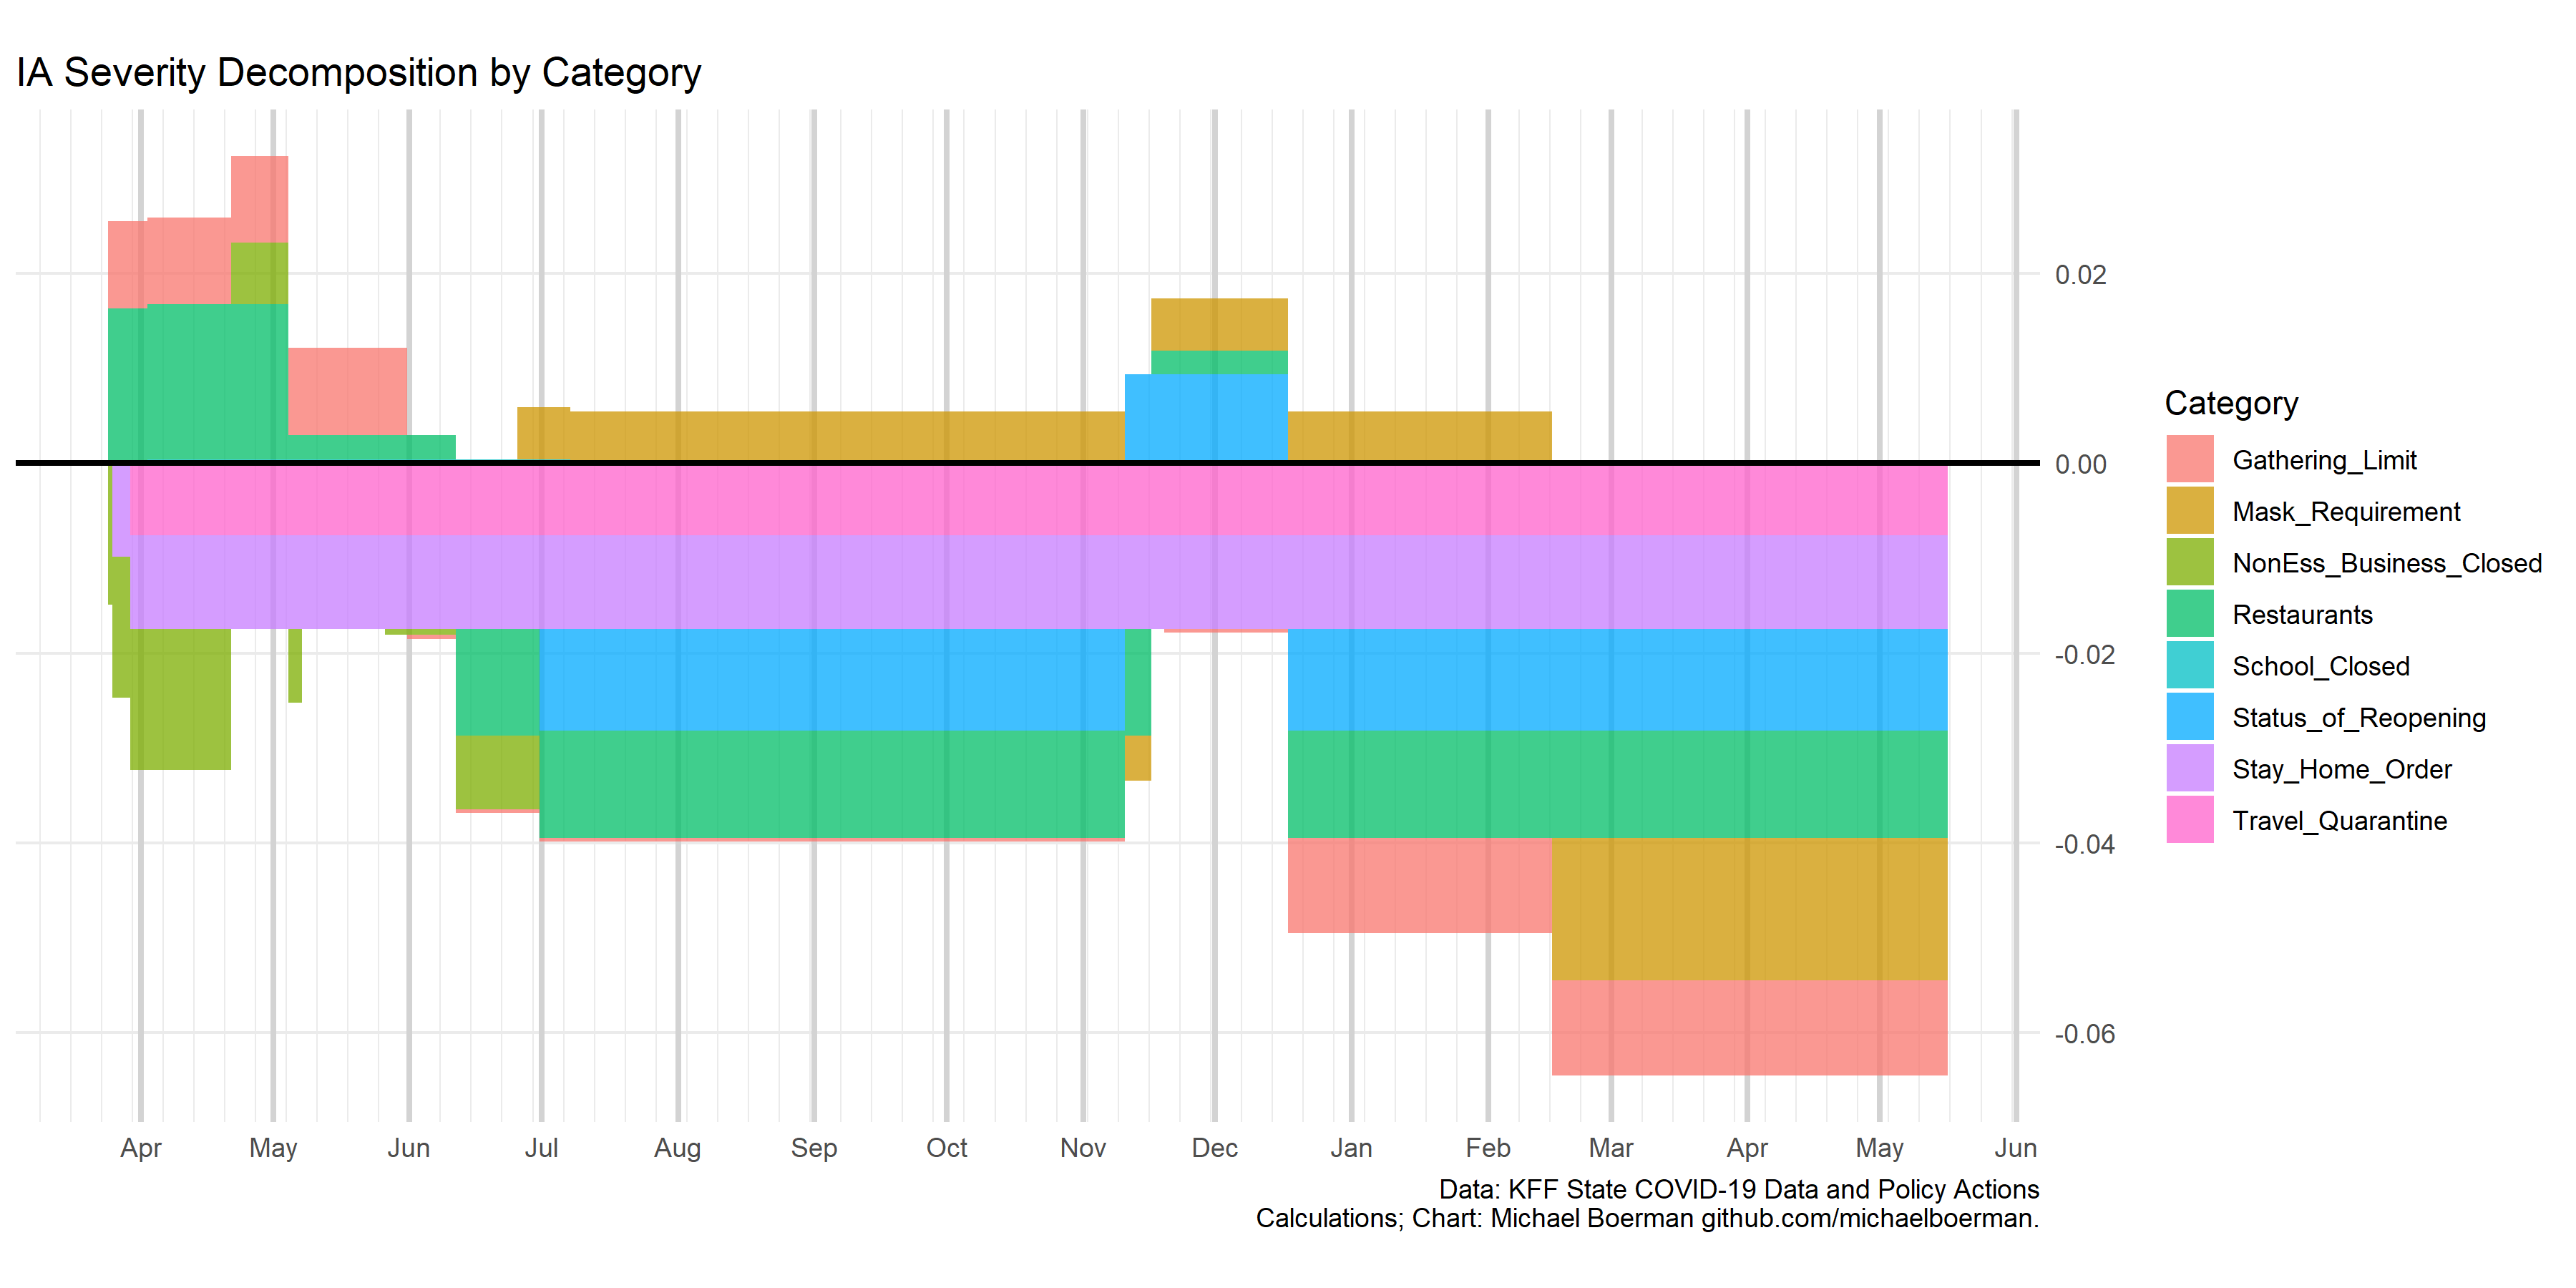 IA Severity Decomposition by Category
0.02
0.00
-0.02
-0.04
-0.06
Apr May Jun Jul Aug Sep Oct Nov Dec Jan Feb Mar Apr May Jun
Category
Gathering_Limit
Mask_Requirement
NonEss_Business_Closed
Restaurants
School_Closed
Status_of_Reopening
Stay_Home_Order
Travel_Quarantine
Data: KFF State COVID-19 Data and Policy Actions
Calculations; Chart: Michael Boerman github.com/michaelboerman.